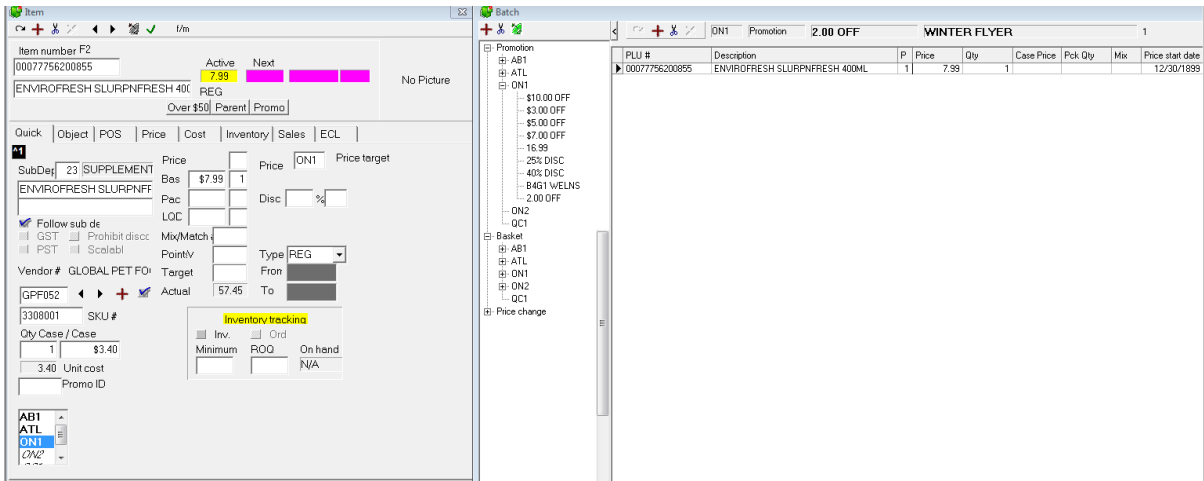 Item
f/m
Item number F2
00077756200855
Active Next
7.99
No Picture
ENVIROFRESH SLURPNFRESH 400
REG
Over $50 Parent Promo
Quick Object POS Price Cost Inventory Sales ECL
^1
SubDep 23 SUPPLEMENT
ENVIROFRESH SLURPNFF
Follow sub de
GST Prohibit discc
PST Scalabl
Vendor # GLOBAL PET FO
GPF052
3308001 SKU #
Qty Case / Case
1 $3.40
3.40 Unit cost
Promo ID
AB1
ATL
ON1
ON2
Price
Bas $7.99 1
Pac
LQC
Mix/Match
Point/V
Target
Actual 57.45
Price ON1 Price target
Disc %
Type REG
Fron
To
Inventory tracking
Inv. Ord
Minimum ROQ On hand
N/A
Batch
Promotion
AB1
ATL
ON1
$10.00 OFF
$3.00 OFF
$5.00 OFF
$7.00 OFF
16.99
25% DISC
40% DISC
B4G1 WELNS
2.00 OFF
ON2
QC1
Basket
AB1
ATL
ON1
ON2
QC1
Price change
ON1 Promotion 2.00 OFF WINTER FLYER 1
PLU # Description P Price Qty Case Price Pck Qty Mix Price start date
00077756200855 ENVIROFRESH SLURPNFRESH 400ML 1 7.99 1 12/30/1899